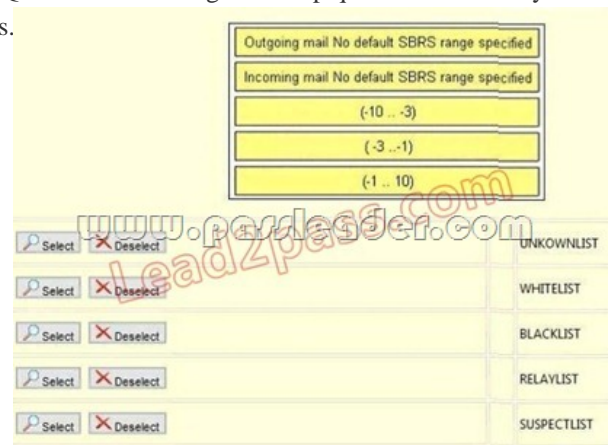 s.
Outgoing mail No default SBRS range specified
Incoming mail No default SBRS range specified
(-10 .. -3)
(-3 ..-1)
(-1 .. 10)
www.passleader.com
Lead2pass.com
Select Deselect UNKOWNLIST
Select Deselect WHITELIST
Select Deselect BLACKLIST
Select Deselect RELAYLIST
Select Deselect SUSPECTLIST